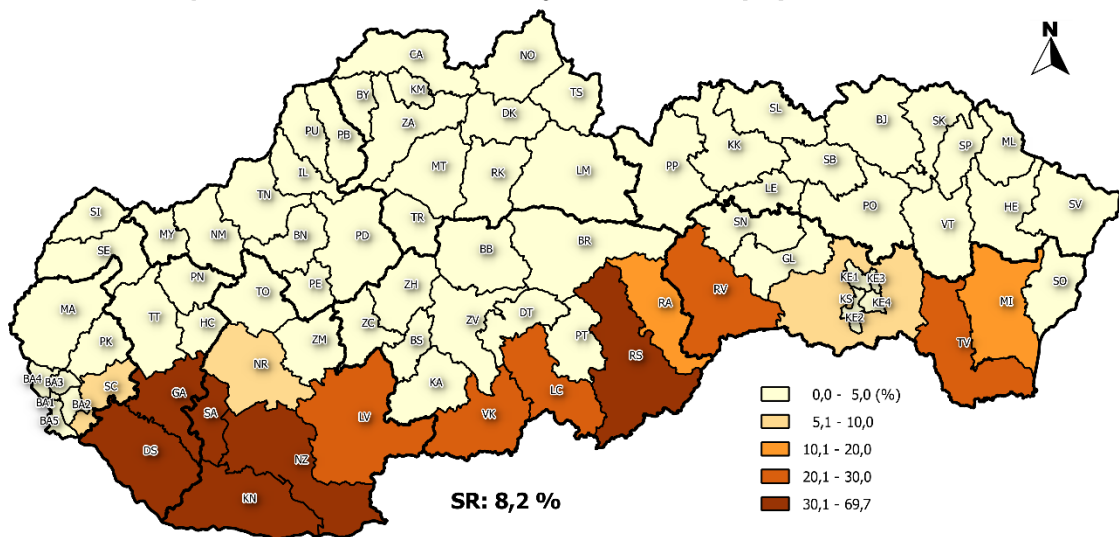 N
CA
NO
BY
KM
TS
ZA
DK
PU
PB
SL
BJ
SK
ML
SP
KK
SB
IL
MT
RK
LM
PP
LE
TN
PO
VT
HE
SV
SI
TR
SN
MY
NM
BN
PD
BB
BR
SE
GL
PN
PE
ZH
KE1
KE3
RV
RA
MI
SO
TO
KS
KE4
MA
TT
HC
ZC
ZV
DT
KE2
PK
ZM
BS
PT
RS
TV
NR
BA4
BA3
SC
GA
KA
LC
BA1
BA2
SA
LV
VK
BA5
DS
NZ
KN
SR: 8,2 %
0,0 - 5,0 (%)
5,1 - 10,0
10,1 - 20,0
20,1 - 30,0
30,1 - 69,7